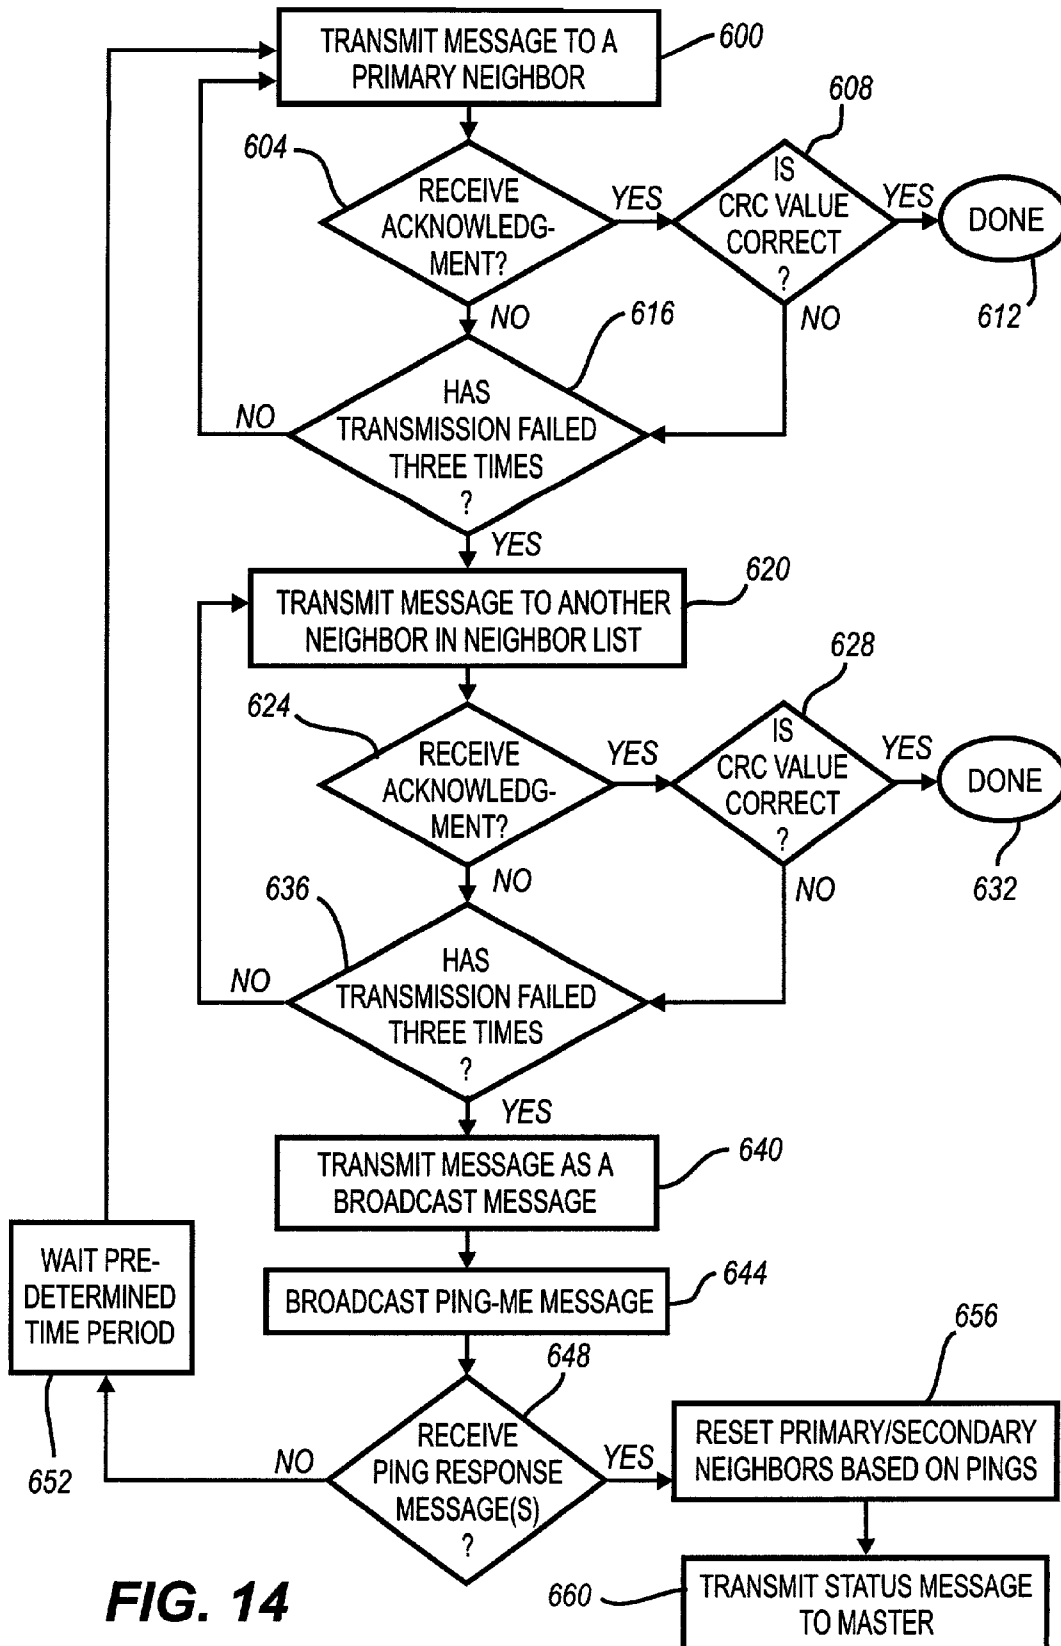 TRANSMIT MESSAGE TO A
PRIMARY NEIGHBOR
600
604
RECEIVE
ACKNOWLEDG-
MENT?
YES
NO
608
IS
CRC VALUE
CORRECT
?
YES
NO
DONE
612
616
HAS
TRANSMISSION FAILED
THREE TIMES
?
NO
YES
TRANSMIT MESSAGE TO ANOTHER
NEIGHBOR IN NEIGHBOR LIST
620
624
RECEIVE
ACKNOWLEDG-
MENT?
YES
NO
628
IS
CRC VALUE
CORRECT
?
YES
NO
DONE
632
636
HAS
TRANSMISSION FAILED
THREE TIMES
?
NO
YES
TRANSMIT MESSAGE AS A
BROADCAST MESSAGE
640
BROADCAST PING-ME MESSAGE
644
648
RECEIVE
PING RESPONSE
MESSAGE(S)
?
NO
YES
WAIT PRE-
DETERMINED
TIME PERIOD
652
656
RESET PRIMARY/SECONDARY
NEIGHBORS BASED ON PINGS
660
TRANSMIT STATUS MESSAGE
TO MASTER
FIG. 14